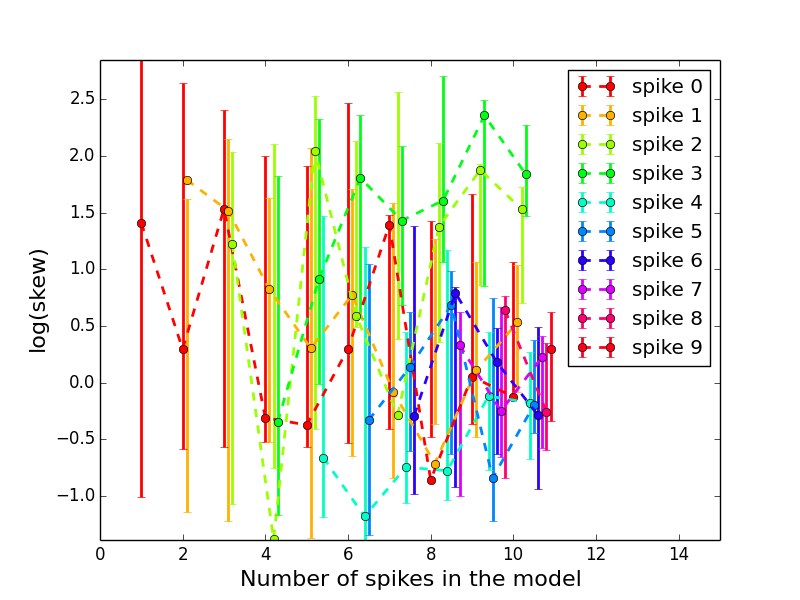 2.5
2.0
1.5
1.0
0.5
0.0
−0.5
−1.0
log(skew)
0 2 4 6 8 10 12 14
Number of spikes in the model
spike 0
spike 1
spike 2
spike 3
spike 4
spike 5
spike 6
spike 7
spike 8
spike 9